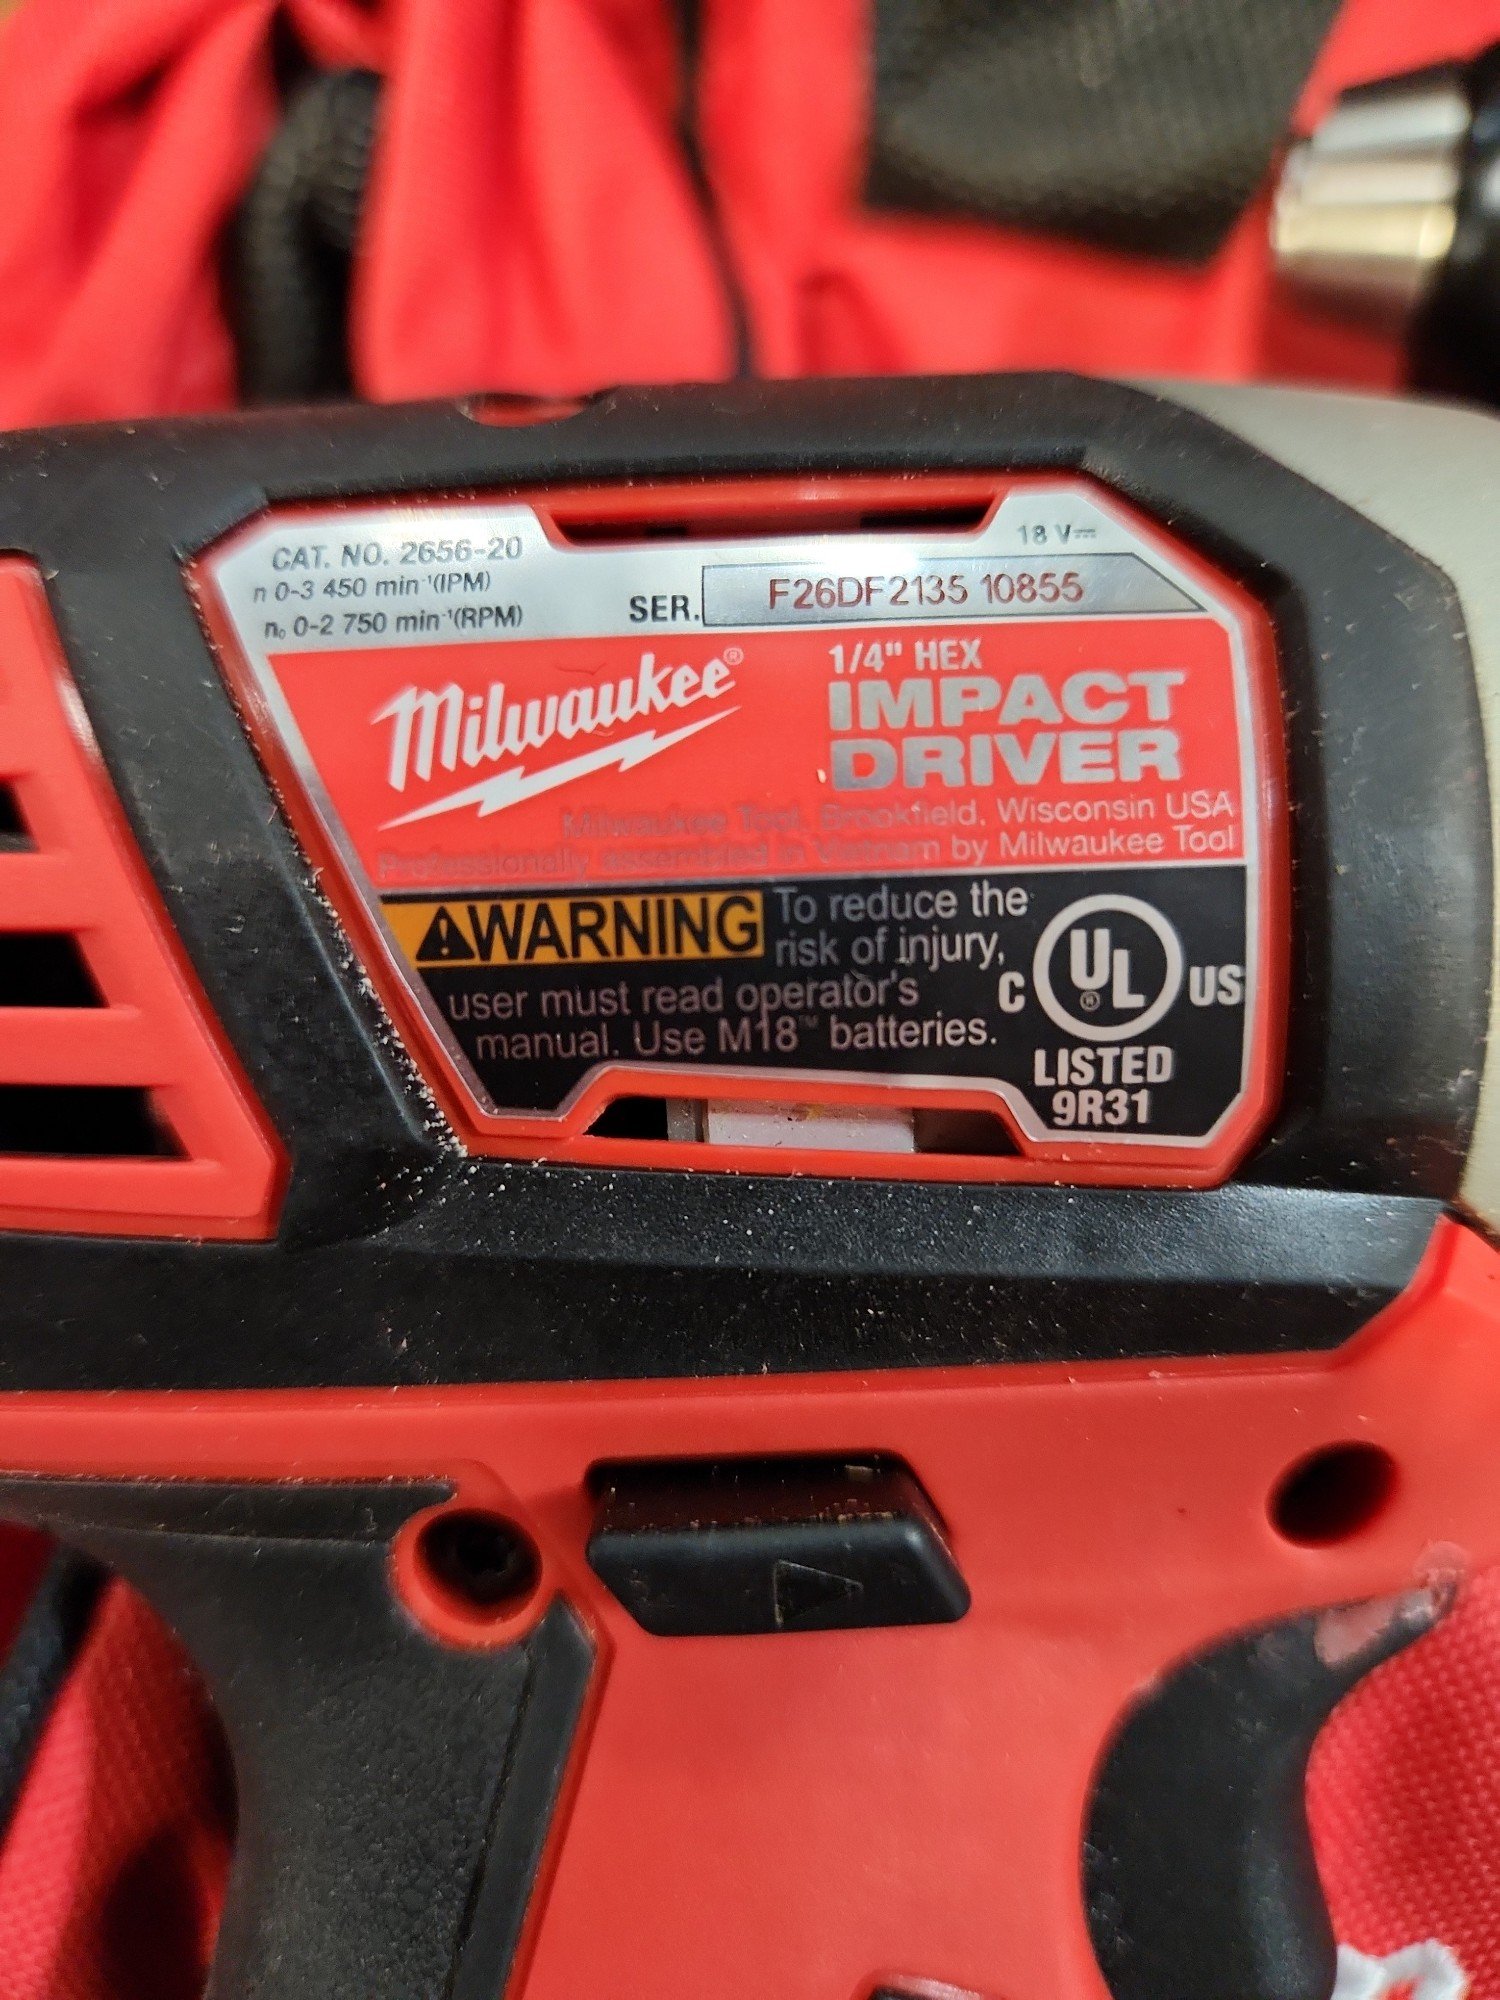 CAT. NO. 2656-20
n 0-3 450 min⁻¹(IPM)
n₀ 0-2 750 min⁻¹(RPM)
18 V⎓
SER. F26DF2135 10855
Milwaukee®
1/4" HEX
IMPACT
DRIVER
Milwaukee Tool, Brookfield, Wisconsin USA
Professionally assembled in Vietnam by Milwaukee Tool
⚠WARNING To reduce the
risk of injury,
user must read operator's
manual. Use M18™ batteries.
C UL® US
LISTED
9R31